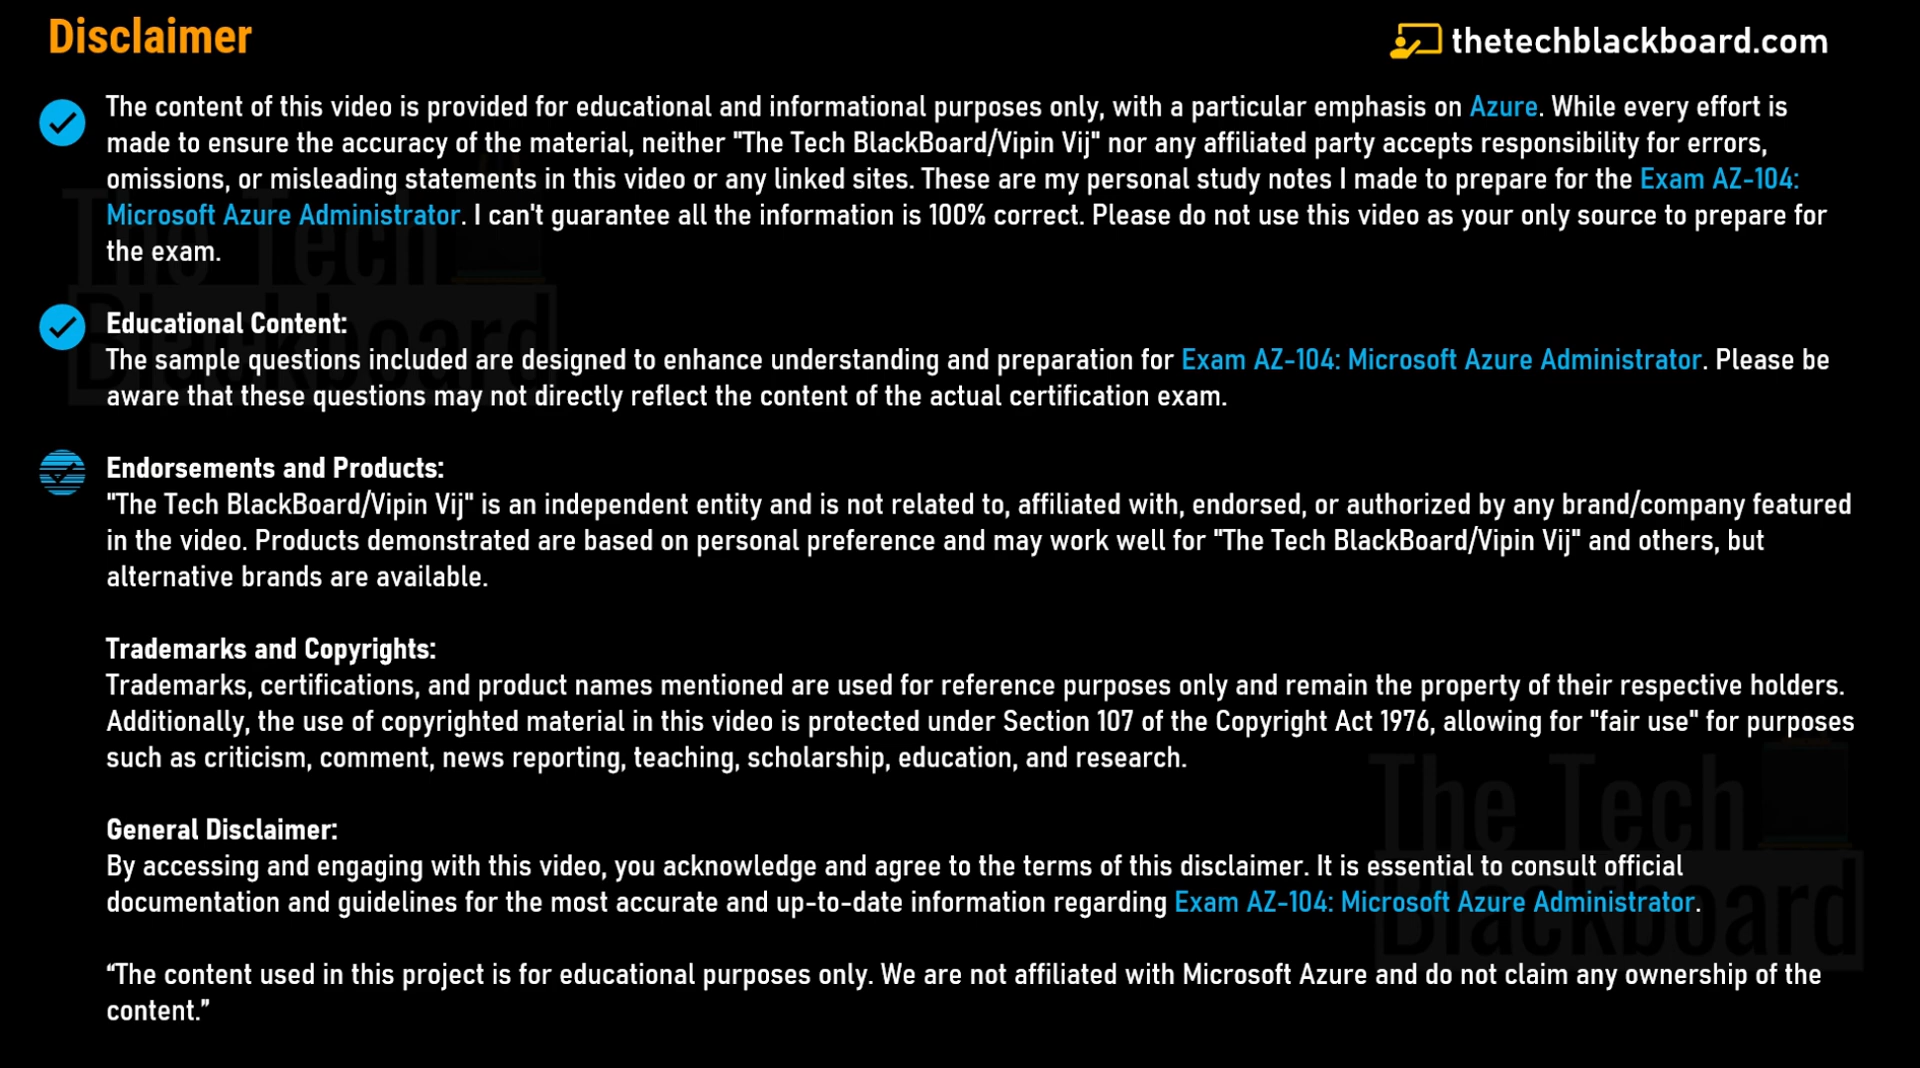 Disclaimer
thetechblackboard.com
The content of this video is provided for educational and informational purposes only, with a particular emphasis on Azure. While every effort is
made to ensure the accuracy of the material, neither "The Tech BlackBoard/Vipin Vij" nor any affiliated party accepts responsibility for errors,
omissions, or misleading statements in this video or any linked sites. These are my personal study notes I made to prepare for the Exam AZ-104:
Microsoft Azure Administrator. I can't guarantee all the information is 100% correct. Please do not use this video as your only source to prepare for
the exam.
Educational Content:
The sample questions included are designed to enhance understanding and preparation for Exam AZ-104: Microsoft Azure Administrator. Please be
aware that these questions may not directly reflect the content of the actual certification exam.
Endorsements and Products:
"The Tech BlackBoard/Vipin Vij" is an independent entity and is not related to, affiliated with, endorsed, or authorized by any brand/company featured
in the video. Products demonstrated are based on personal preference and may work well for "The Tech BlackBoard/Vipin Vij" and others, but
alternative brands are available.
Trademarks and Copyrights:
Trademarks, certifications, and product names mentioned are used for reference purposes only and remain the property of their respective holders.
Additionally, the use of copyrighted material in this video is protected under Section 107 of the Copyright Act 1976, allowing for "fair use" for purposes
such as criticism, comment, news reporting, teaching, scholarship, education, and research.
General Disclaimer:
By accessing and engaging with this video, you acknowledge and agree to the terms of this disclaimer. It is essential to consult official
documentation and guidelines for the most accurate and up-to-date information regarding Exam AZ-104: Microsoft Azure Administrator.
“The content used in this project is for educational purposes only. We are not affiliated with Microsoft Azure and do not claim any ownership of the
content.”
The Tech
Blackboard
The Tech
Blackboard